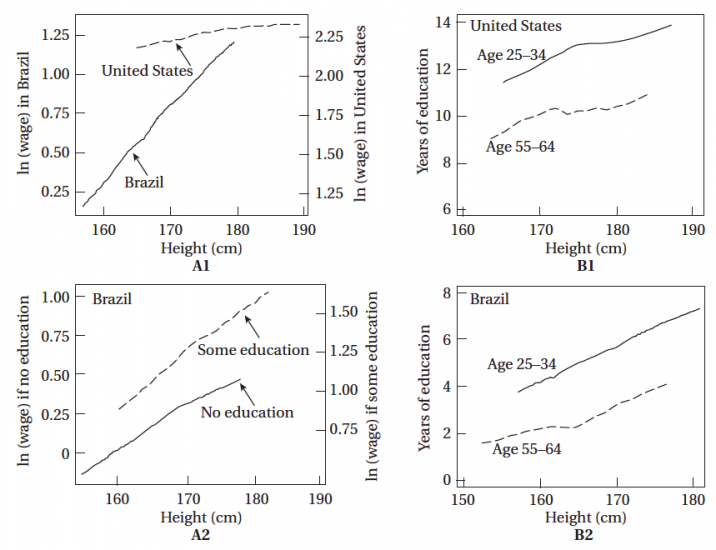 ln (wage) in Brazil
1.25
1.00
0.75
0.50
0.25
United States
Brazil
2.25
2.00
1.75
1.50
1.25
ln (wage) in United States
160 170 180 190
Height (cm)
A1
Years of education
14
12
10
8
6
United States
Age 25–34
Age 55–64
160 170 180 190
Height (cm)
B1
ln (wage) if no education
1.00
0.75
0.50
0.25
0
Brazil
Some education
No education
1.50
1.25
1.00
0.75
ln (wage) if some education
160 170 182 190
Height (cm)
A2
Years of education
8
6
4
2
0
Brazil
Age 25–34
Age 55–64
150 160 170 180
Height (cm)
B2